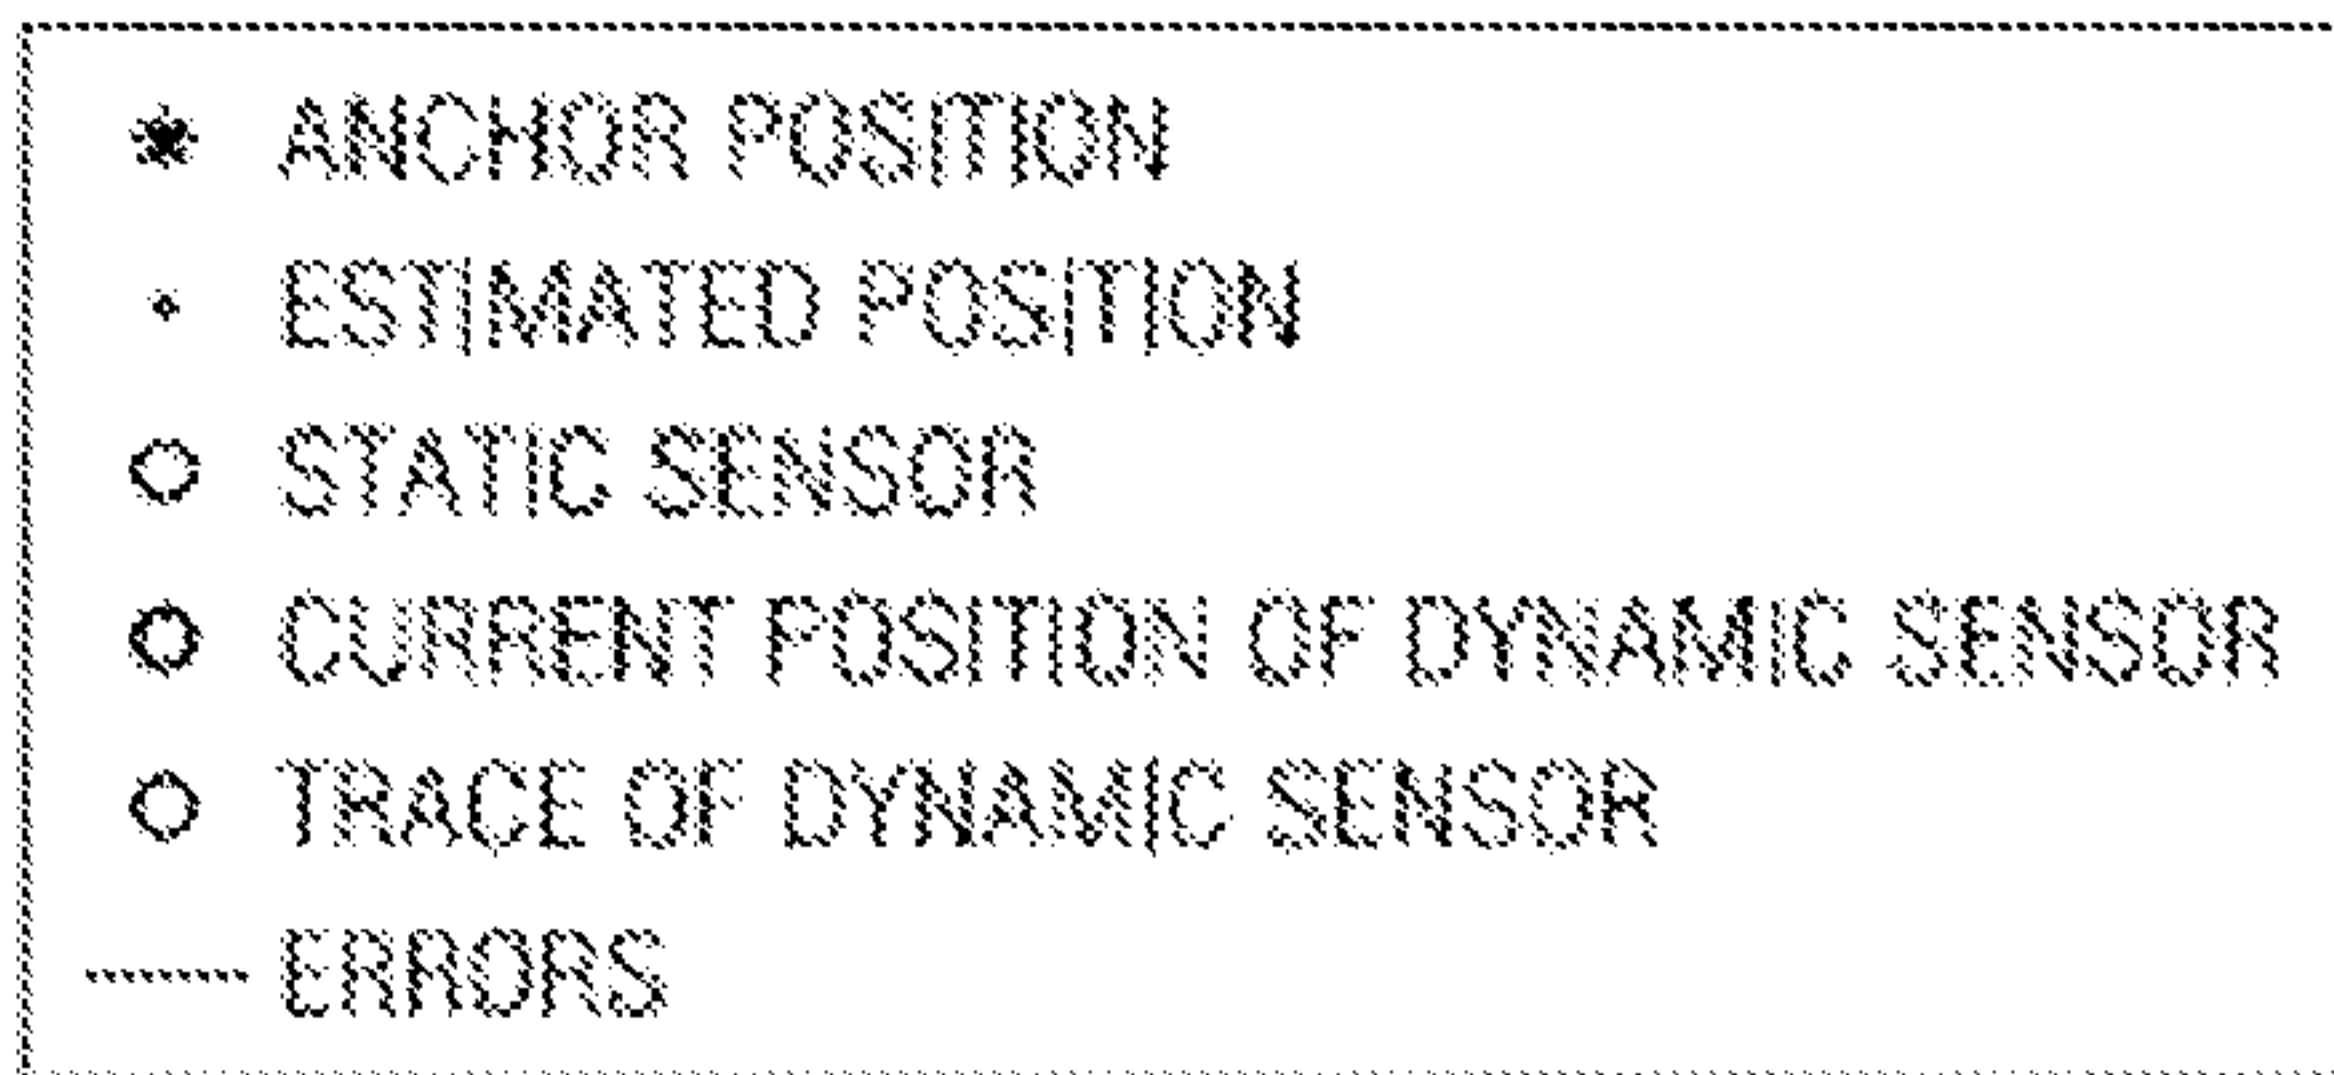 ANCHOR POSITION
ESTIMATED POSITION
STATIC SENSOR
CURRENT POSITION OF DYNAMIC SENSOR
TRACE OF DYNAMIC SENSOR
ERRORS